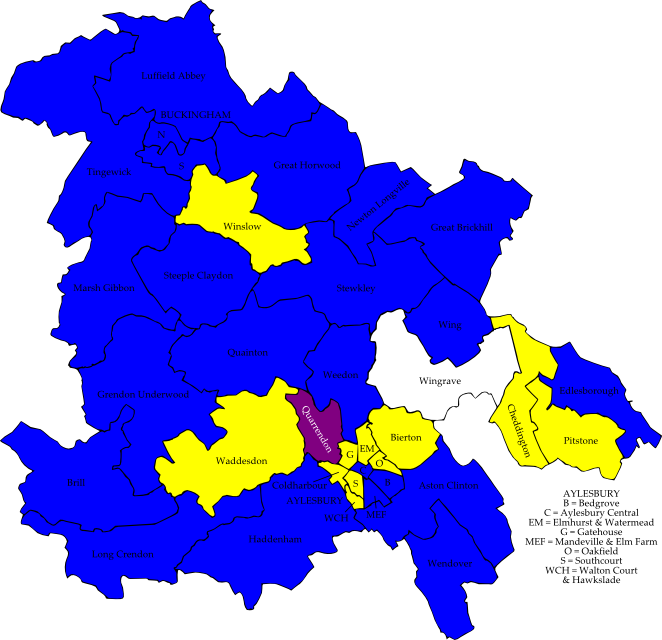 Luffield Abbey
BUCKINGHAM
N
S
Tingewick
Great Horwood
Newton Longville
Winslow
Great Brickhill
Steeple Claydon
Marsh Gibbon
Stewkley
Wing
Quainton
Weedon
Wingrave
Edlesborough
Grendon Underwood
Quarrendon
Cheddington
Bierton
Pitstone
EM
G
O
Waddesdon
Brill
Coldharbour
S
B
Aston Clinton
AYLESBURY
WCH
MEF
Long Crendon
Haddenham
Wendover
AYLESBURY
B = Bedgrove
C = Aylesbury Central
EM = Elmhurst & Watermead
G = Gatehouse
MEF = Mandeville & Elm Farm
O = Oakfield
S = Southcourt
WCH = Walton Court
& Hawkslade